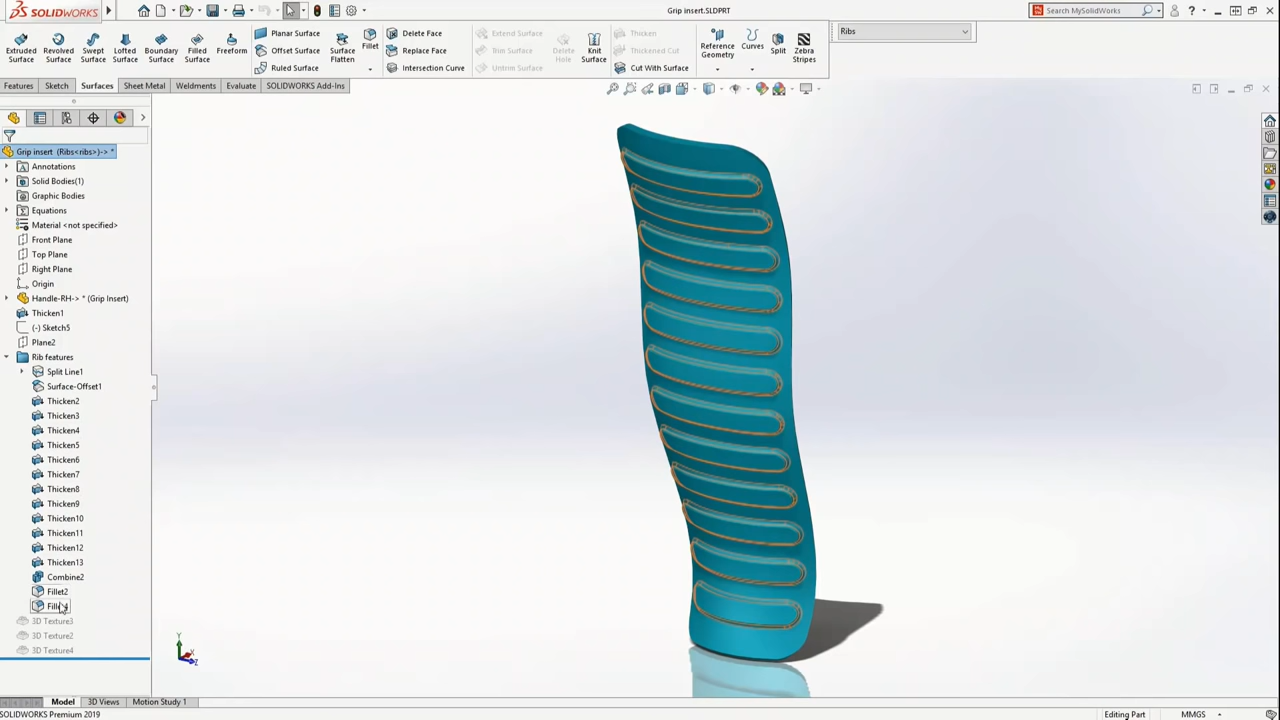 SOLIDWORKS
Grip insert.SLDPRT
Search MySolidWorks
Extruded Surface
Revolved Surface
Swept Surface
Lofted Surface
Boundary Surface
Filled Surface
Freeform
Planar Surface
Offset Surface
Ruled Surface
Surface Flatten
Fillet
Delete Face
Replace Face
Intersection Curve
Extend Surface
Trim Surface
Untrim Surface
Delete Hole
Knit Surface
Thicken
Thickened Cut
Cut With Surface
Reference Geometry
Curves
Split
Zebra Stripes
Ribs
Features
Sketch
Surfaces
Sheet Metal
Weldments
Evaluate
SOLIDWORKS Add-Ins
Grip insert (Ribs<ribs>)-> *
Annotations
Solid Bodies(1)
Graphic Bodies
Equations
Material <not specified>
Front Plane
Top Plane
Right Plane
Origin
Handle-RH-> * (Grip Insert)
Thicken1
(-) Sketch5
Plane2
Rib features
Split Line1
Surface-Offset1
Thicken2
Thicken3
Thicken4
Thicken5
Thicken6
Thicken7
Thicken8
Thicken9
Thicken10
Thicken11
Thicken12
Thicken13
Combine2
Fillet2
3D Texture3
3D Texture2
3D Texture4
Y
X
Z
Model
3D Views
Motion Study 1
SOLIDWORKS Premium 2019
Editing Part
MMGS